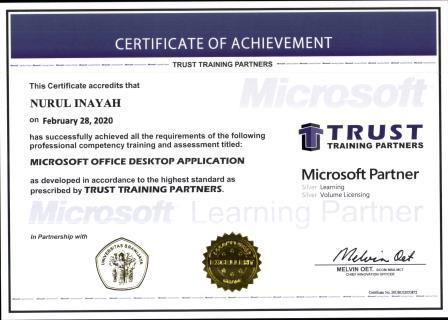 CERTIFICATE OF ACHIEVEMENT
TRUST TRAINING PARTNERS
This Certificate accredits that
NURUL INAYAH
on February 28, 2020
has successfully achieved all the requirements of the following
professional competency training and assessment titled:
MICROSOFT OFFICE DESKTOP APPLICATION
as developed in accordance to the highest standard as
prescribed by TRUST TRAINING PARTNERS.
Microsoft
TRUST
TRAINING PARTNERS
Microsoft Partner
Silver Learning
Silver Volume Licensing
Microsoft Learning Partner
In Partnership with
UNIVERSITAS BRAWIJAYA
EXCELLENCE
Melvin Oet
MELVIN OET.
CHIEF INNOVATION OFFICER
Certificate No.